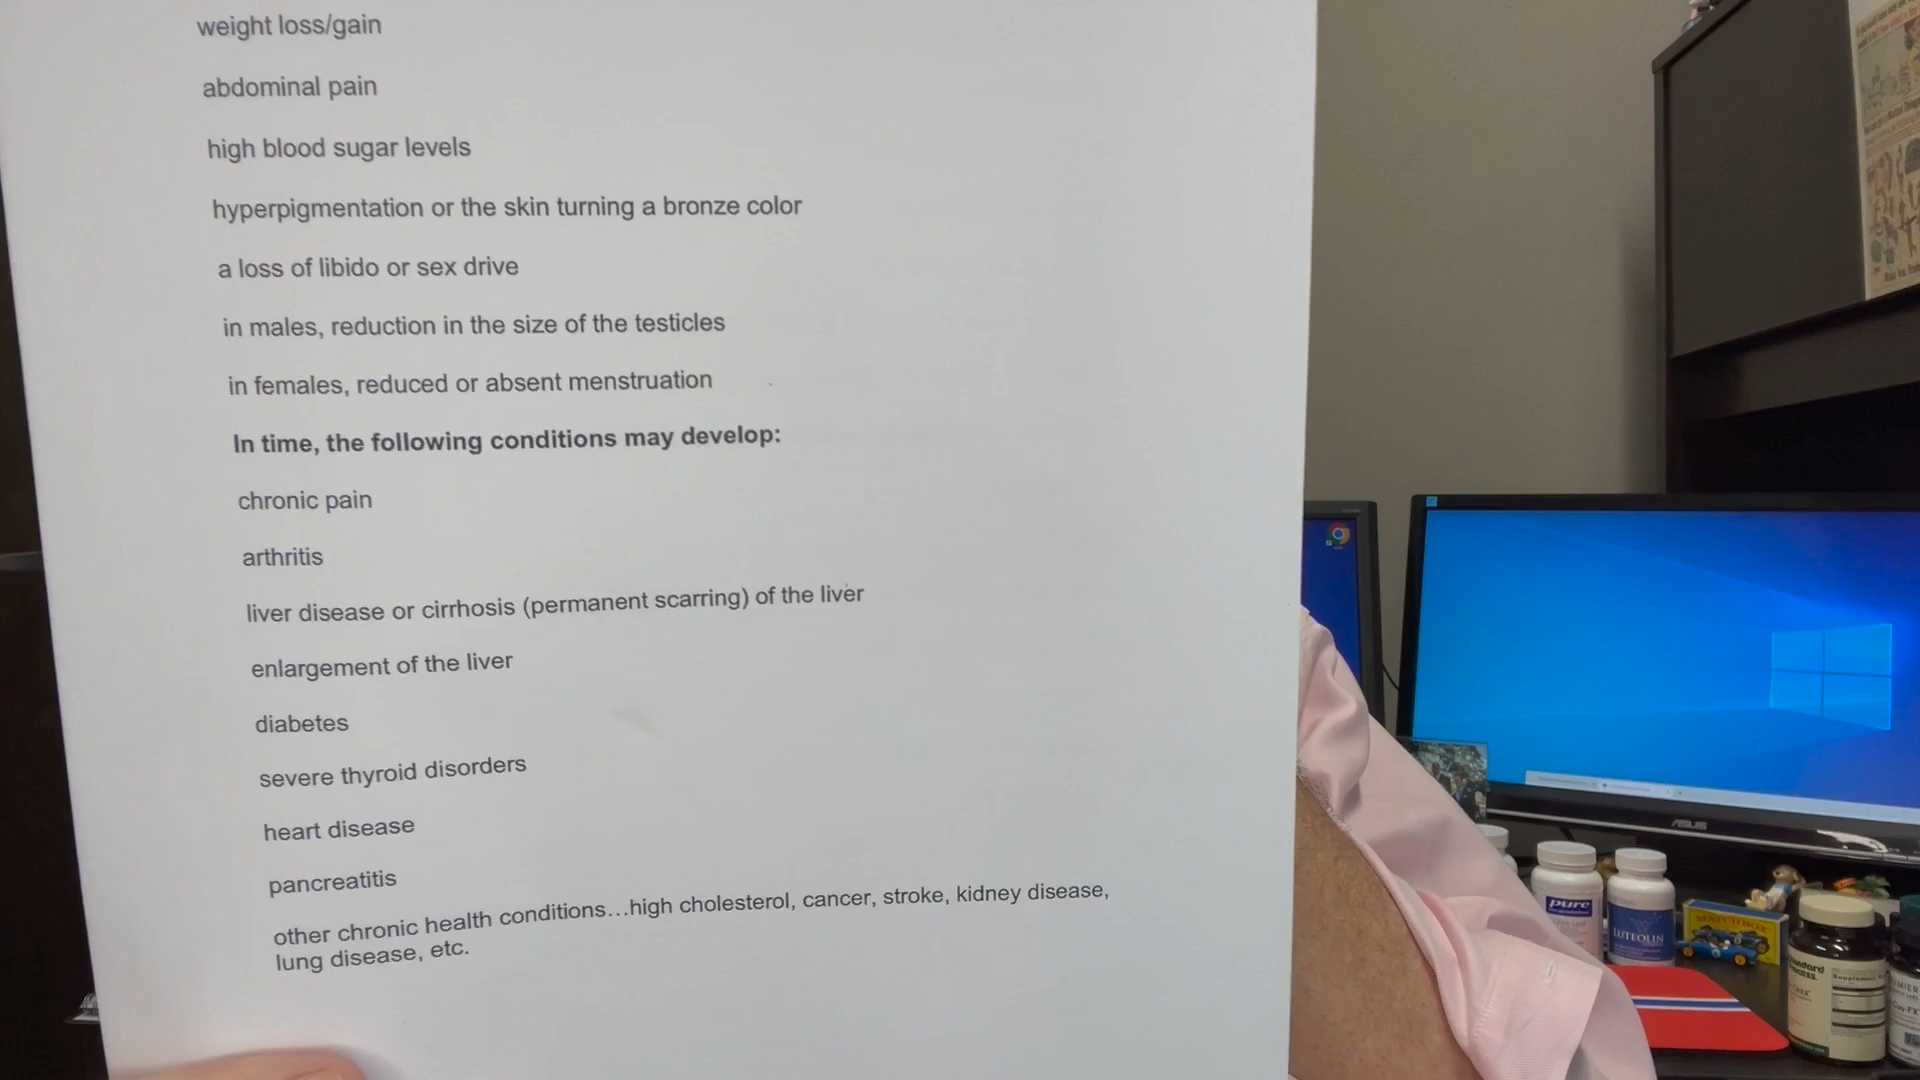 weight loss/gain
abdominal pain
high blood sugar levels
hyperpigmentation or the skin turning a bronze color
a loss of libido or sex drive
in males, reduction in the size of the testicles
in females, reduced or absent menstruation
In time, the following conditions may develop:
chronic pain
arthritis
liver disease or cirrhosis (permanent scarring) of the liver
enlargement of the liver
diabetes
severe thyroid disorders
heart disease
pancreatitis
other chronic health conditions…high cholesterol, cancer, stroke, kidney disease,
lung disease, etc.
ASUS
pure
LUTEOLIN
Supplement